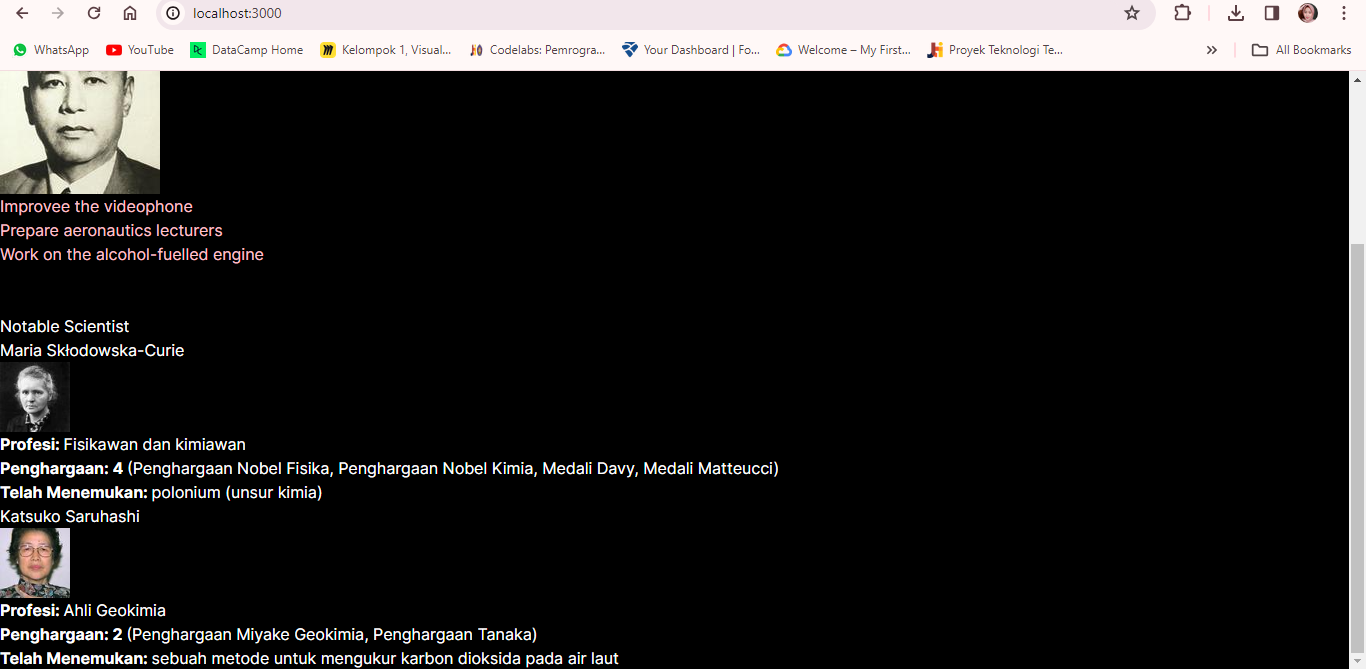 localhost:3000
WhatsApp YouTube DataCamp Home Kelompok 1, Visual... Codelabs: Pemrogra... Your Dashboard | Fo... Welcome – My First... Proyek Teknologi Te... » All Bookmarks
Improvee the videophone
Prepare aeronautics lecturers
Work on the alcohol-fuelled engine
Notable Scientist
Maria Skłodowska-Curie
Profesi: Fisikawan dan kimiawan
Penghargaan: 4 (Penghargaan Nobel Fisika, Penghargaan Nobel Kimia, Medali Davy, Medali Matteucci)
Telah Menemukan: polonium (unsur kimia)
Katsuko Saruhashi
Profesi: Ahli Geokimia
Penghargaan: 2 (Penghargaan Miyake Geokimia, Penghargaan Tanaka)
Telah Menemukan: sebuah metode untuk mengukur karbon dioksida pada air laut